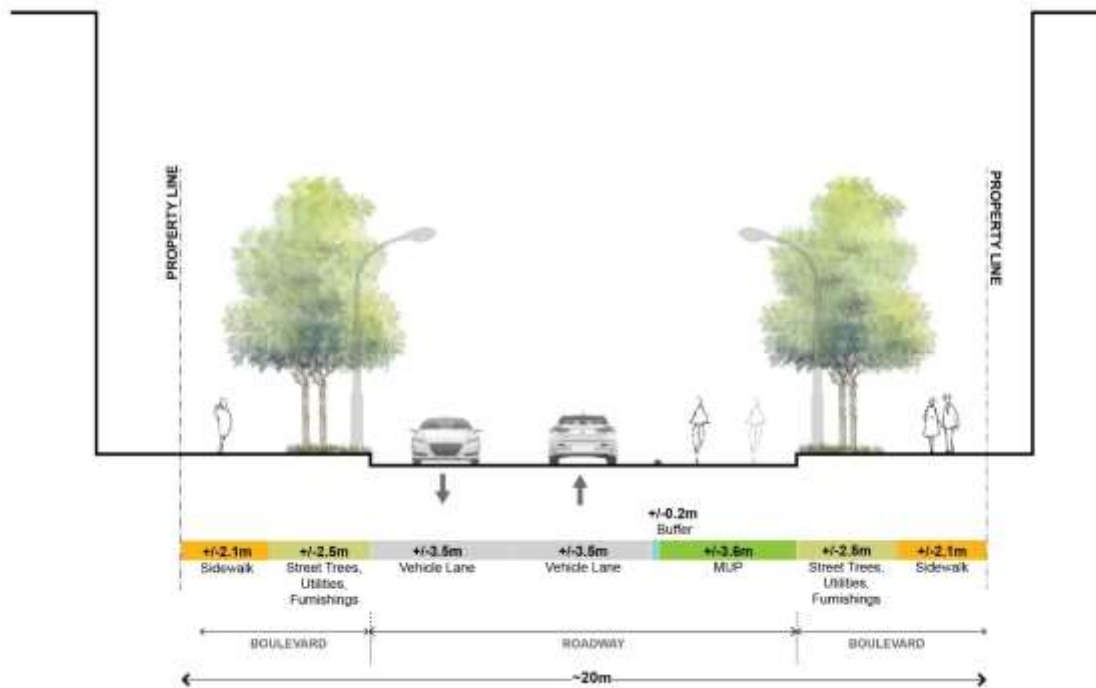 PROPERTY LINE
PROPERTY LINE
+/-0.2m
Buffer
+/-2.1m
Sidewalk
+/-2.5m
Street Trees,
Utilities,
Furnishings
+/-3.5m
Vehicle Lane
+/-3.5m
Vehicle Lane
+/-3.6m
MUP
+/-2.5m
Street Trees,
Utilities,
Furnishings
+/-2.1m
Sidewalk
BOULEVARD
ROADWAY
BOULEVARD
~20m